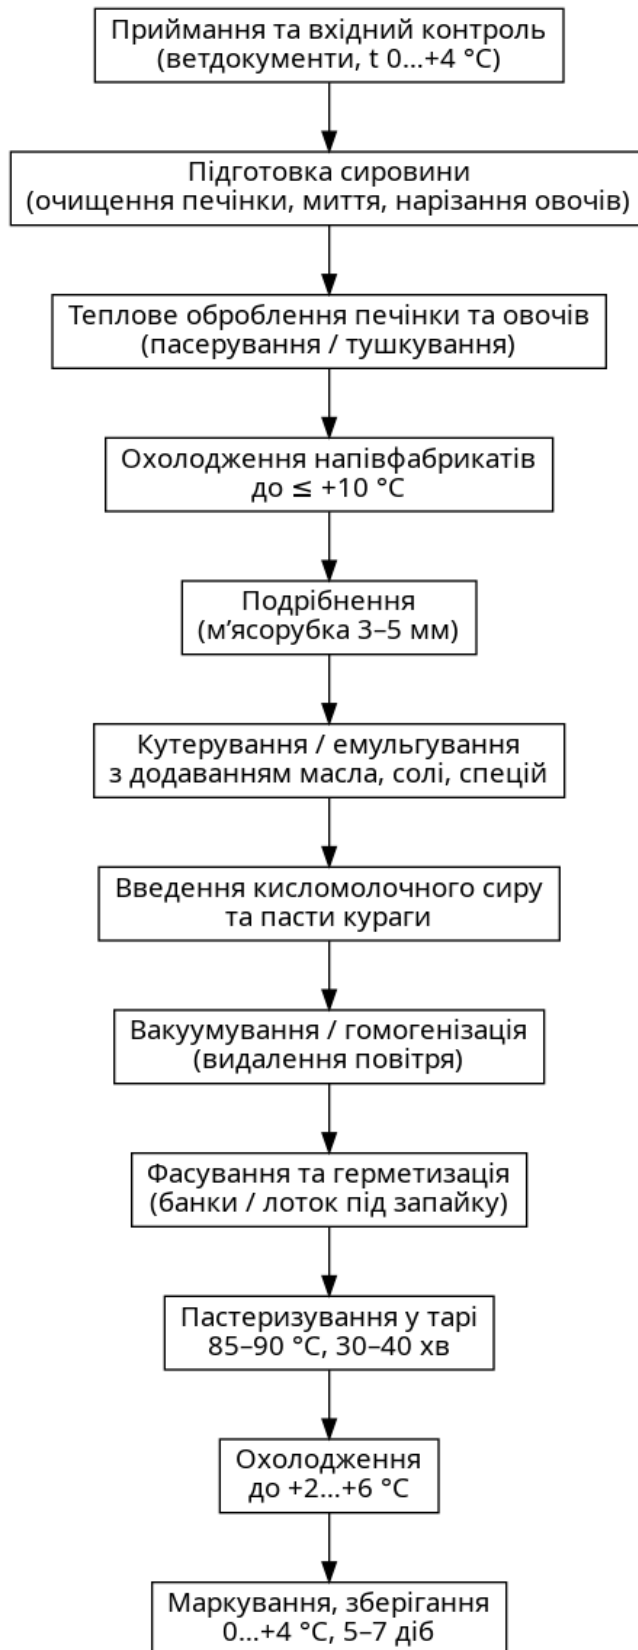 Приймання та вхідний контроль
(ветдокументи, t 0...+4 °C)
Підготовка сировини
(очищення печінки, миття, нарізання овочів)
Теплове оброблення печінки та овочів
(пасерування / тушкування)
Охолодження напівфабрикатів
до ≤ +10 °C
Подрібнення
(м’ясорубка 3–5 мм)
Кутерування / емульгування
з додаванням масла, солі, спецій
Введення кисломолочного сиру
та пасти кураги
Вакуумування / гомогенізація
(видалення повітря)
Фасування та герметизація
(банки / лоток під запайку)
Пастеризування у тарі
85–90 °C, 30–40 хв
Охолодження
до +2...+6 °C
Маркування, зберігання
0...+4 °C, 5–7 діб